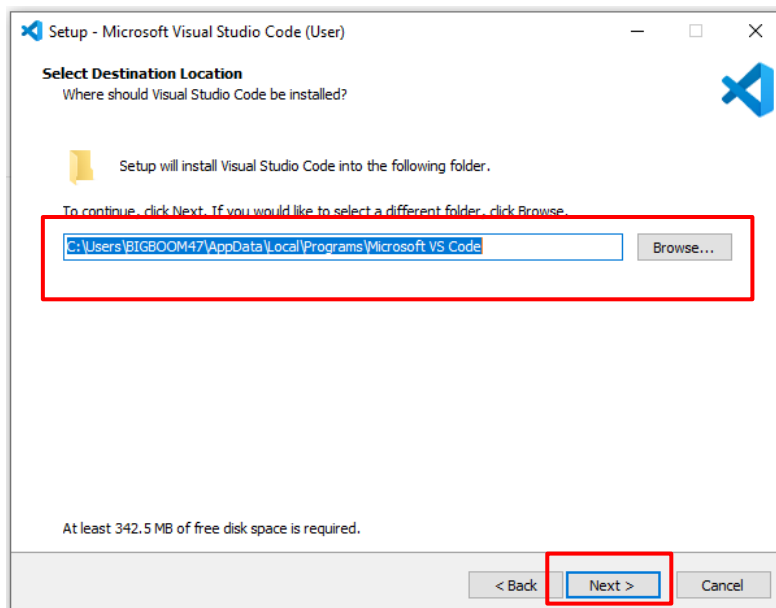 Setup - Microsoft Visual Studio Code (User)
Select Destination Location
Where should Visual Studio Code be installed?
Setup will install Visual Studio Code into the following folder.
To continue, click Next. If you would like to select a different folder, click Browse.
C:\Users\BIGBOOM47\AppData\Local\Programs\Microsoft VS Code
Browse...
At least 342.5 MB of free disk space is required.
< Back
Next >
Cancel